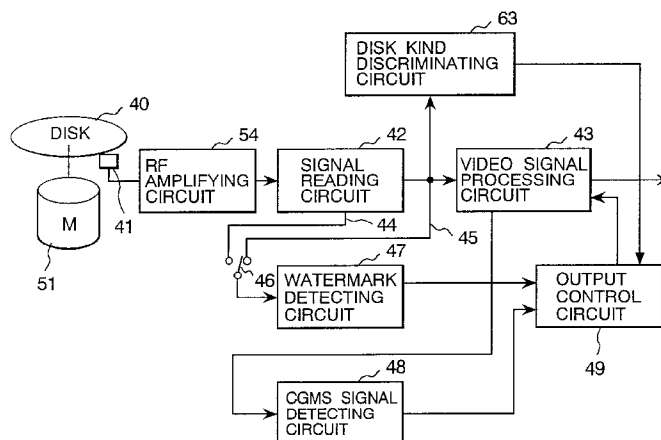 63
DISK KIND
DISCRIMINATING
CIRCUIT
40
DISK
54
RF
AMPLIFYING
CIRCUIT
42
SIGNAL
READING
CIRCUIT
43
VIDEO SIGNAL
PROCESSING
CIRCUIT
41
M
51
44
45
46
47
WATERMARK
DETECTING
CIRCUIT
OUTPUT
CONTROL
CIRCUIT
49
48
CGMS SIGNAL
DETECTING
CIRCUIT